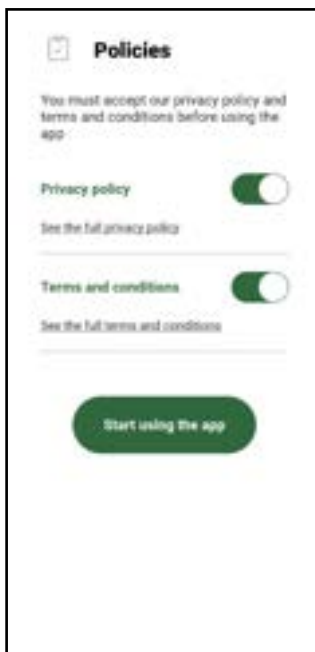 Policies
You must accept our privacy policy and
terms and conditions before using the
app
Privacy policy
See the full privacy policy
Terms and conditions
See the full terms and conditions
Start using the app